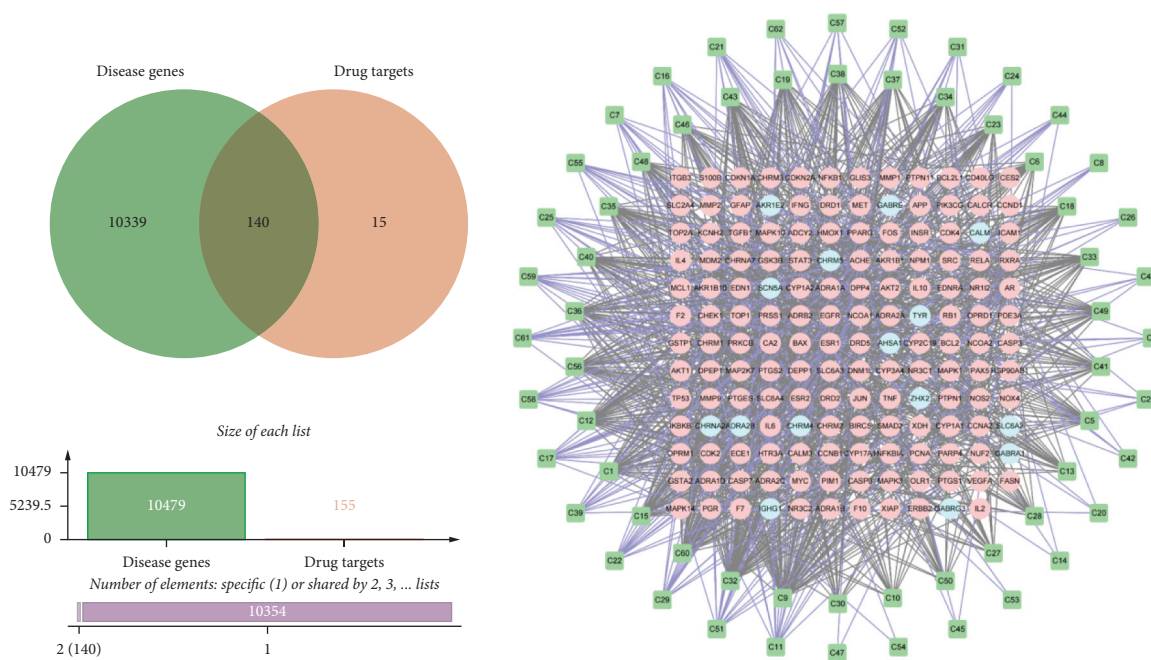 Disease genes
Drug targets
10339
140
15
Size of each list
10479
5239.5
0
10479
155
Disease genes
Drug targets
Number of elements: specific (1) or shared by 2, 3, ... lists
10354
2 (140)
1
C57
C62
C52
C21
C31
C16
C19
C38
C37
C24
C43
C34
C7
C46
C23
C44
C55
C48
C6
C8
C25
C35
C18
C26
C40
C33
C59
C36
C49
C61
C56
C41
C58
C12
C5
C17
C1
C13
C42
C39
C15
C28
C20
C22
C60
C27
C14
C29
C32
C9
C30
C10
C50
C53
C51
C11
C47
C54
C45
ITGB3 S100B CDKN1A CHRM3 CDKN2A NFKB1 GLIS3 MMP1 PTPN11 BCL2L1 CD40LG CES2
SLC2A4 MMP2 GFAP AKR1E2 IFNG DRD1 MET GABRE APP PIK3CG CALCR CCND1
TOP2A KCNH2 TGFB1 MAPK10 ADCY2 HMOX1 PPARG FOS INSR CDK4 CALM ICAM1
IL4 MDM2 CHRNA7 GSK3B STAT3 CHRM5 ACHE AKR1B1 NPM1 SRC RELA RXRA
MCL1 AKR1B10 EDN1 SCN5A CYP1A2 ADRA1A DPP4 AKT2 IL10 EDNRA NR1I2 AR
F2 CHEK1 TOP1 PRSS1 ADRB2 EGFR NCOA1 ADRA2A TYR RB1 OPRD1 PDE3A
GSTP1 CHRM1 PRKCB CA2 BAX ESR1 DRD5 AHSA1 CYP2C19 BCL2 NCOA2 CASP3
AKT1 DPEP1 MAP2K7 PTGS2 DEPP1 SLC6A3 DNM1L CYP3A4 NR3C1 MAPK1 PAX5 HSP90AB
TP53 MMP9 PTGES SLC6A4 ESR2 DRD2 JUN TNF ZHX2 PTPN1 NOS2 NOX4
IKBKB CHRNA2 ADRA2B IL6 CHRM4 CHRM2 BIRC5 SMAD2 XDH CYP1A1 CCNA2 SLC6A2
OPRM1 CDK2 ECE1 HTR3A CALM3 CCNB1 CYP17A1 NFKBIA PCNA PARP4 NUF2 GABRA1
GSTA2 ADRA1D CASP7 ADRA2C MYC PIM1 CASP9 MAPK3 OLR1 PTGS1 VEGFA FASN
MAPK14 PGR F7 IGHG1 NR3C2 ADRA1B F10 XIAP ERBB2 GABRG3 IL2